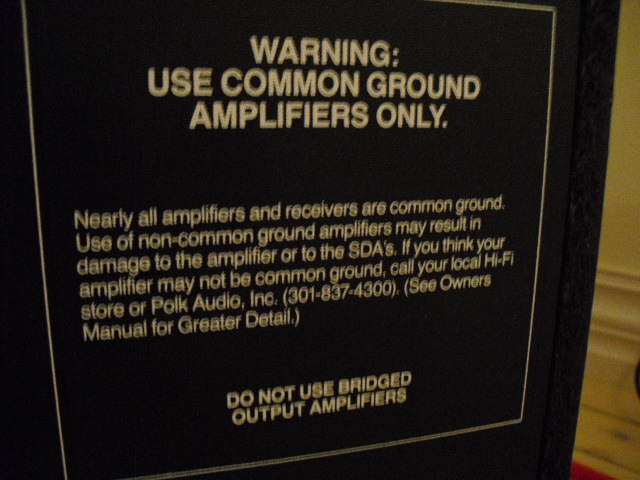 WARNING:
USE COMMON GROUND
AMPLIFIERS ONLY.
Nearly all amplifiers and receivers are common ground.
Use of non-common ground amplifiers may result in
damage to the amplifier or to the SDA's. If you think your
amplifier may not be common ground, call your local Hi-Fi
store or Polk Audio, Inc. (301-837-4300). (See Owners
Manual for Greater Detail.)
DO NOT USE BRIDGED
OUTPUT AMPLIFIERS